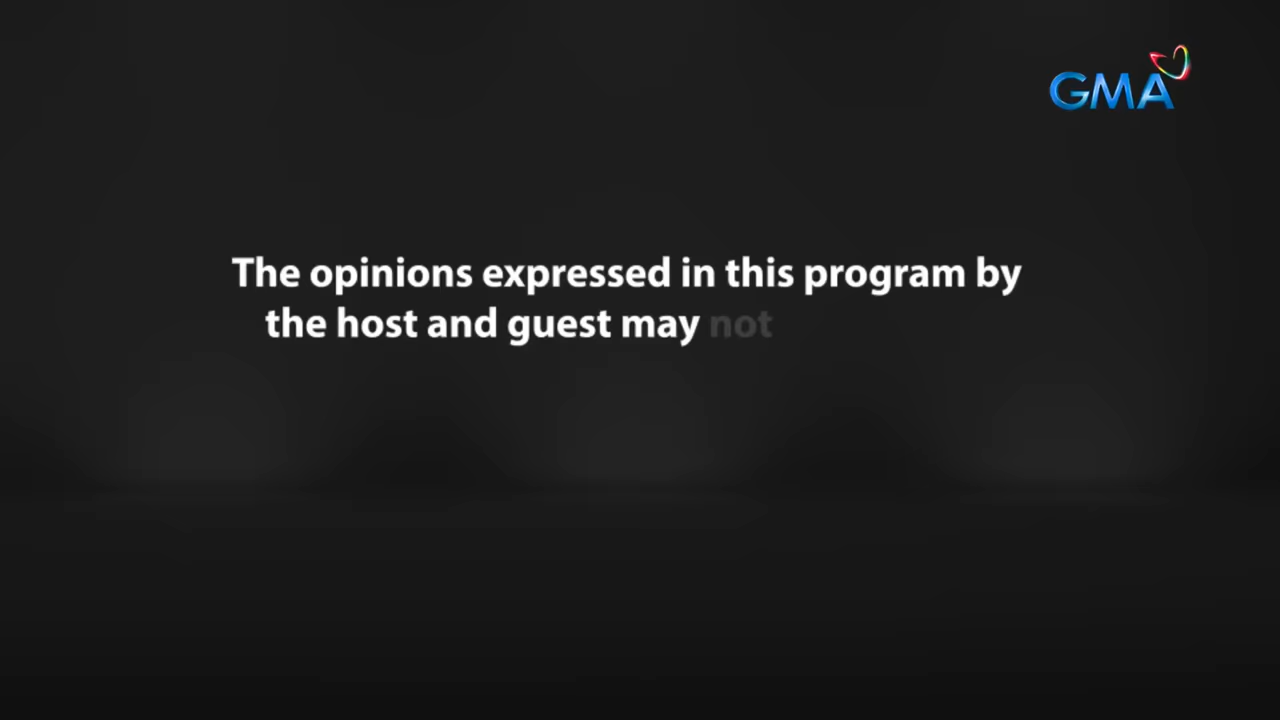 GMA
The opinions expressed in this program by
the host and guest may not